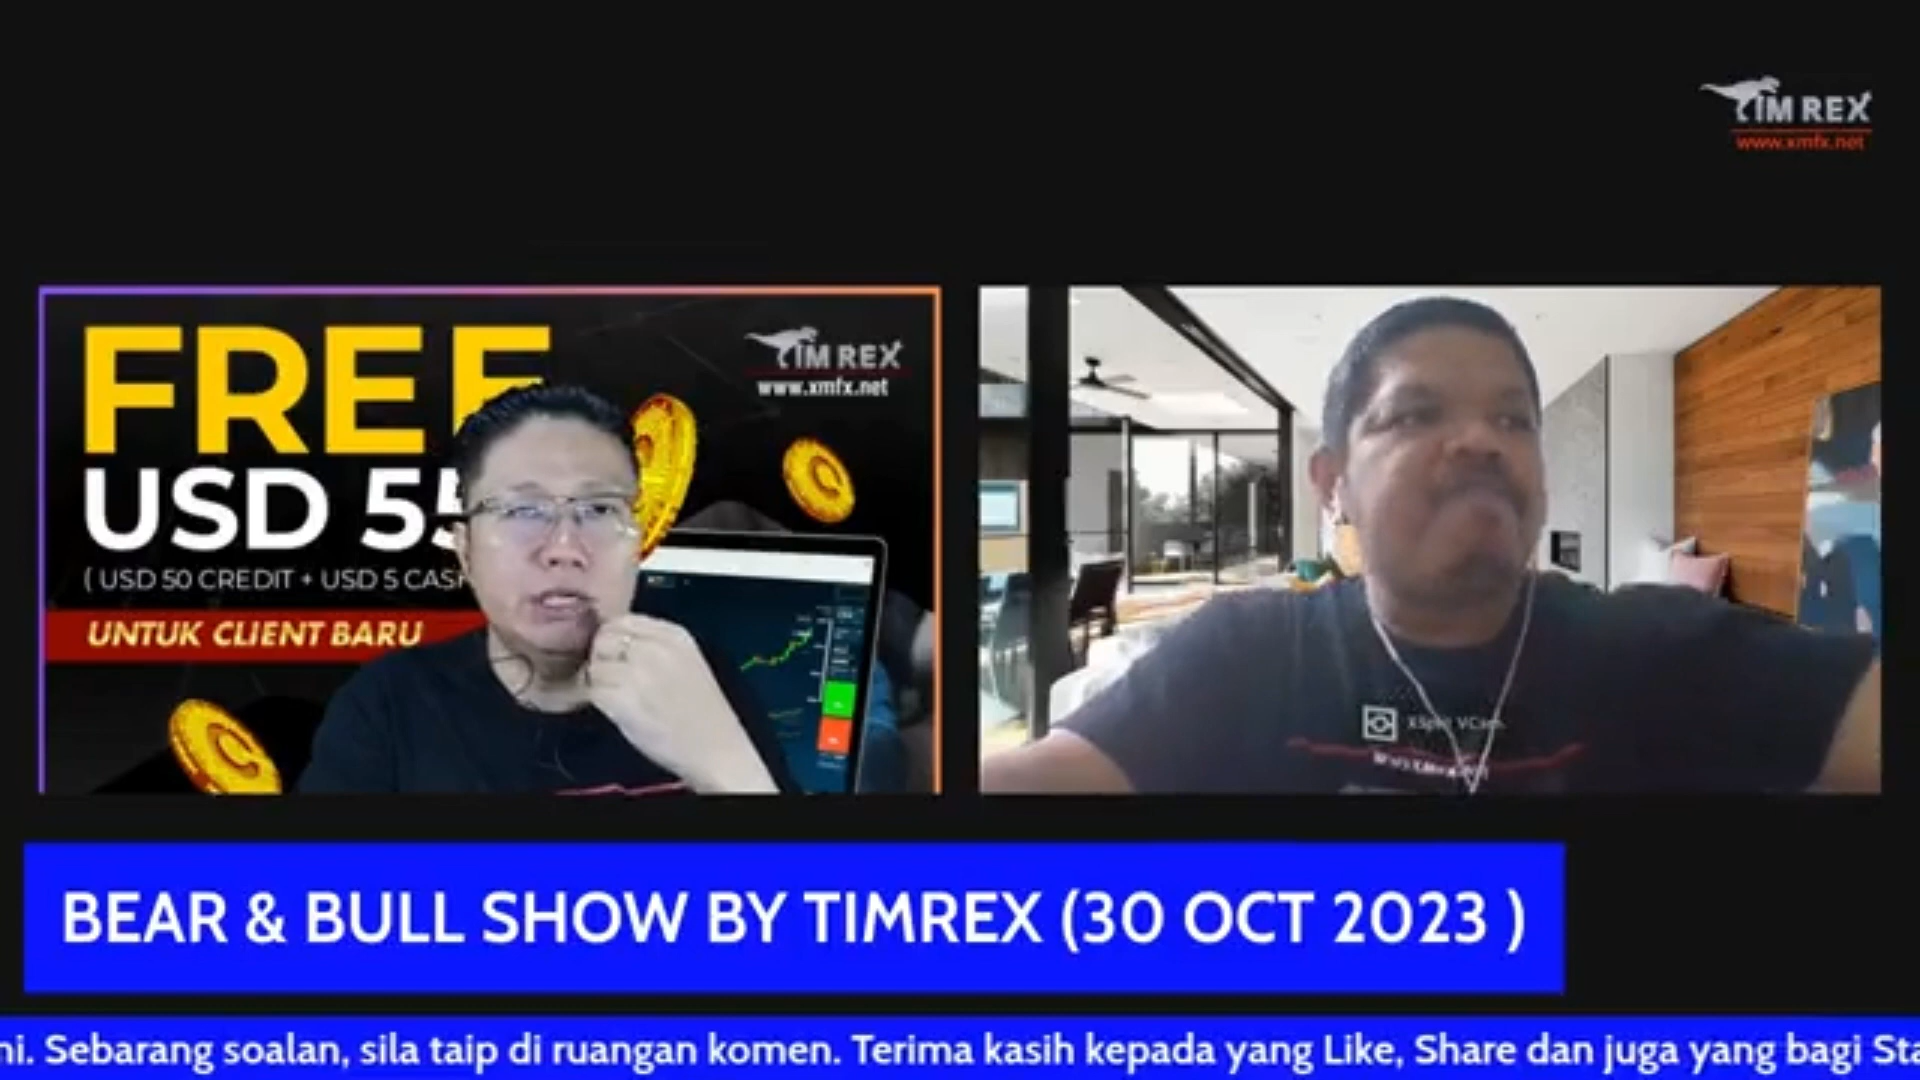 TIM REX
www.xmfx.net
FREE
USD 55
( USD 50 CREDIT + USD 5 CASH
UNTUK CLIENT BARU
TIM REX
www.xmfx.net
XSplit VCam
BEAR & BULL SHOW BY TIMREX (30 OCT 2023 )
ni. Sebarang soalan, sila taip di ruangan komen. Terima kasih kepada yang Like, Share dan juga yang bagi Sta